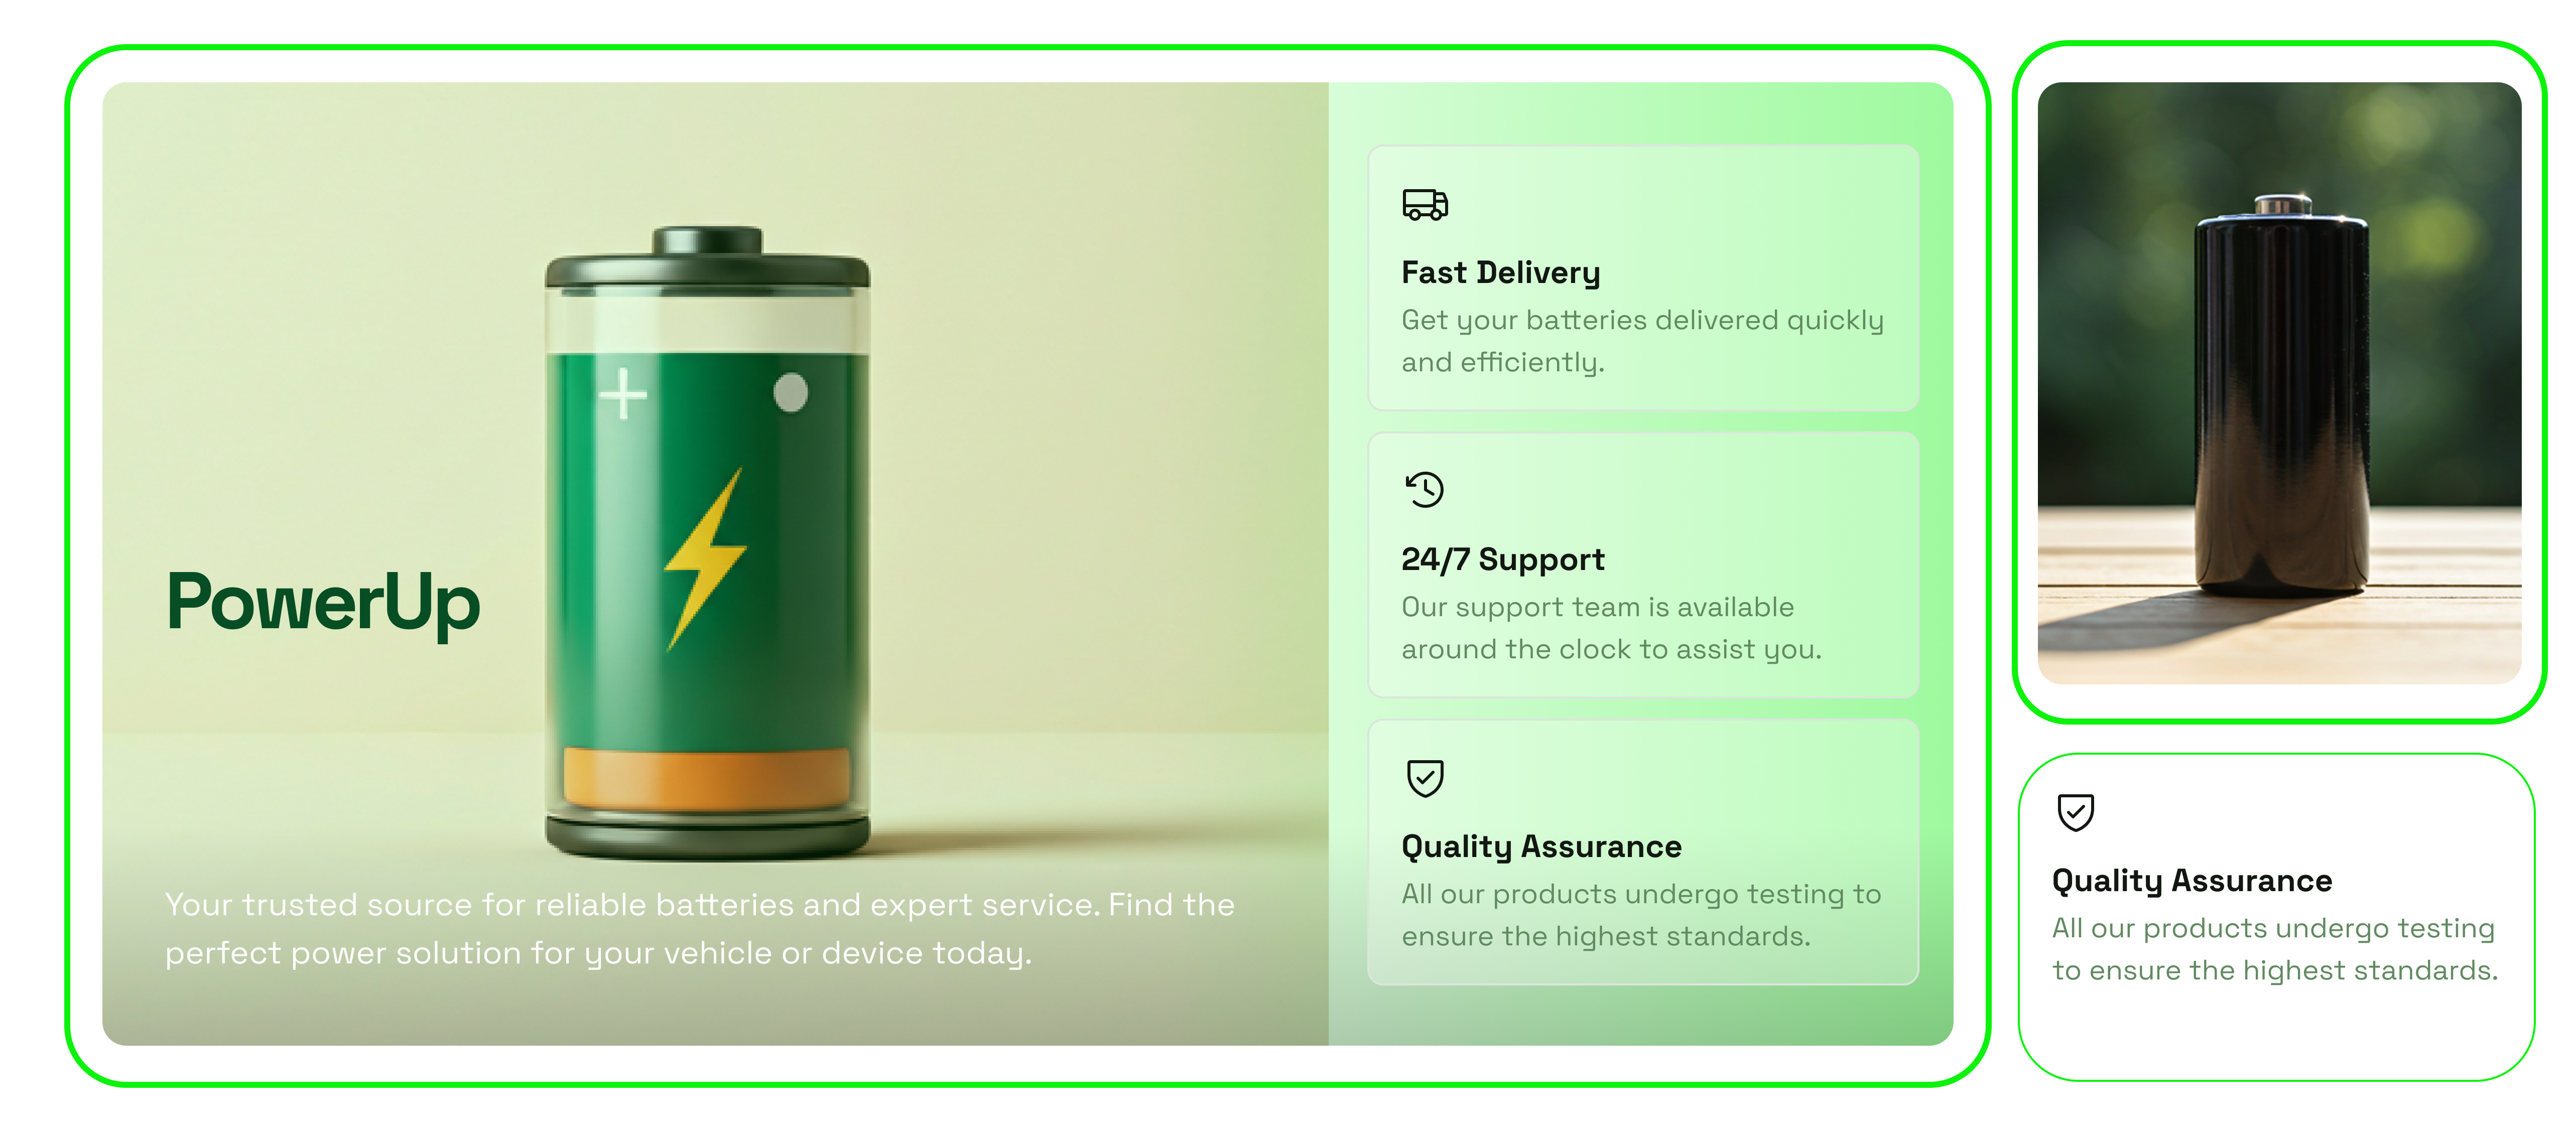 PowerUp
Your trusted source for reliable batteries and expert service. Find the
perfect power solution for your vehicle or device today.
Fast Delivery
Get your batteries delivered quickly
and efficiently.
24/7 Support
Our support team is available
around the clock to assist you.
Quality Assurance
All our products undergo testing to
ensure the highest standards.
Quality Assurance
All our products undergo testing
to ensure the highest standards.